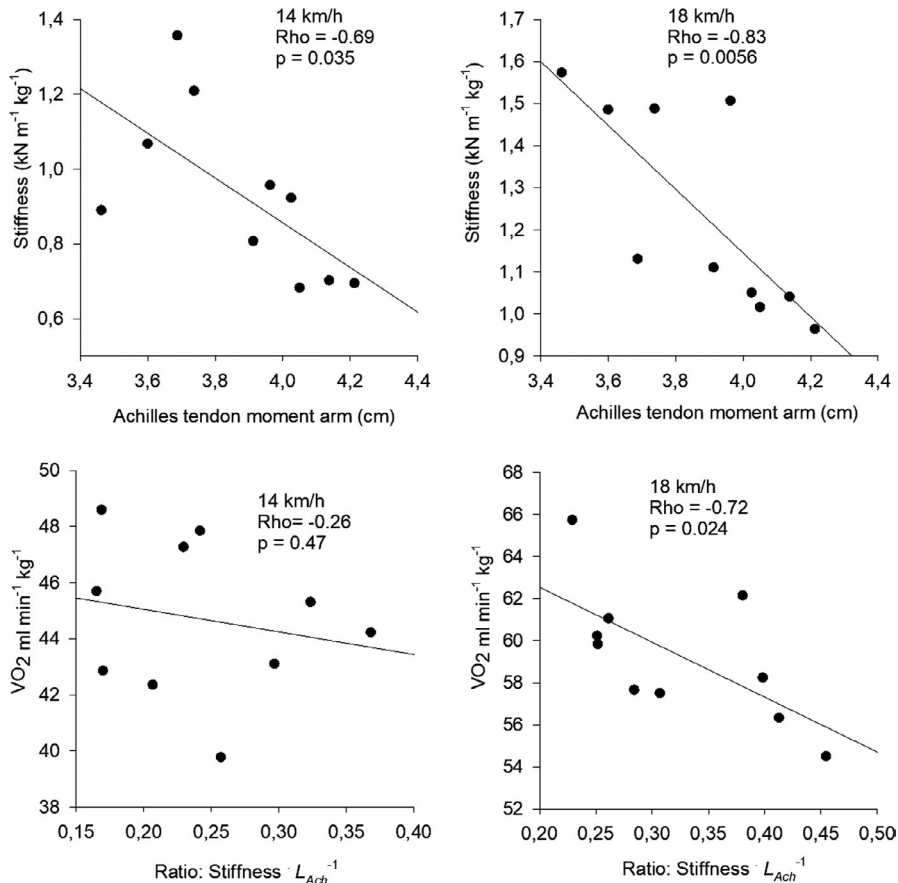 14 km/h
Rho = -0.69
p = 0.035
1,4
1,2
1,0
0,8
0,6
Stiffness (kN m⁻¹ kg⁻¹)
3,4 3,6 3,8 4,0 4,2 4,4
Achilles tendon moment arm (cm)
18 km/h
Rho = -0.83
p = 0.0056
1,7
1,6
1,5
1,4
1,3
1,2
1,1
1,0
0,9
Stiffness (kN m⁻¹ kg⁻¹)
3,4 3,6 3,8 4,0 4,2 4,4
Achilles tendon moment arm (cm)
14 km/h
Rho= -0.26
p = 0.47
50
48
46
44
42
40
38
VO₂ ml min⁻¹ kg⁻¹
0,15 0,20 0,25 0,30 0,35 0,40
Ratio: Stiffness · L_Ach⁻¹
18 km/h
Rho = -0.72
p = 0.024
68
66
64
62
60
58
56
54
52
VO₂ ml min⁻¹ kg⁻¹
0,20 0,25 0,30 0,35 0,40 0,45 0,50
Ratio: Stiffness · L_Ach⁻¹